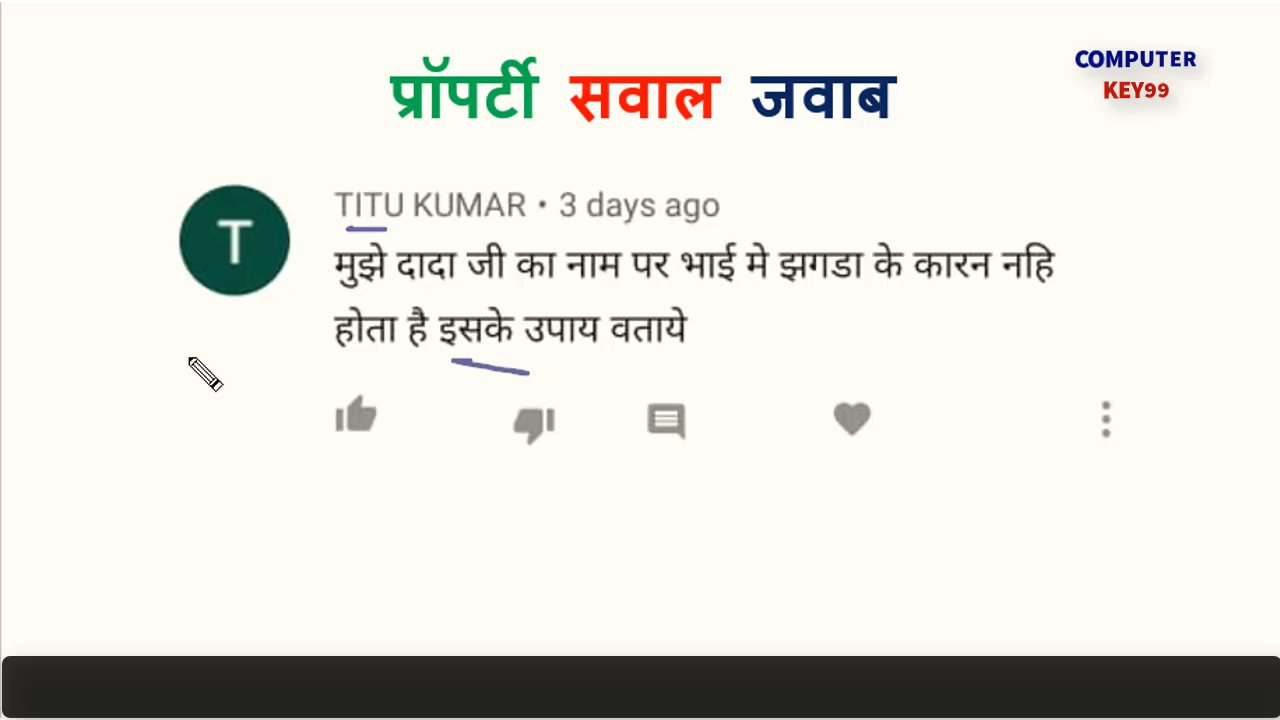 प्रॉपर्टी सवाल जवाब
COMPUTER
KEY99
T
TITU KUMAR • 3 days ago
मुझे दादा जी का नाम पर भाई मे झगडा के कारन नहि
होता है इसके उपाय वताये